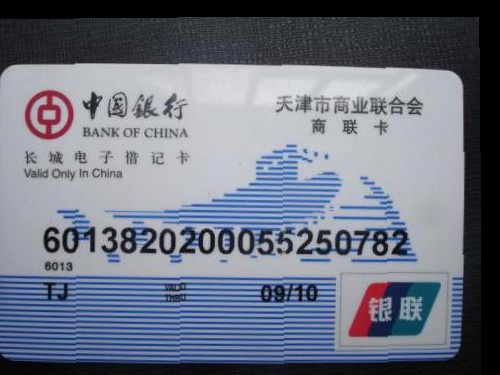 中国银行
BANK OF CHINA
天津市商业联合会
商联卡
长城电子借记卡
Valid Only In China
6013820200055250782
6013
TJ VALID THRU 09/10
银联